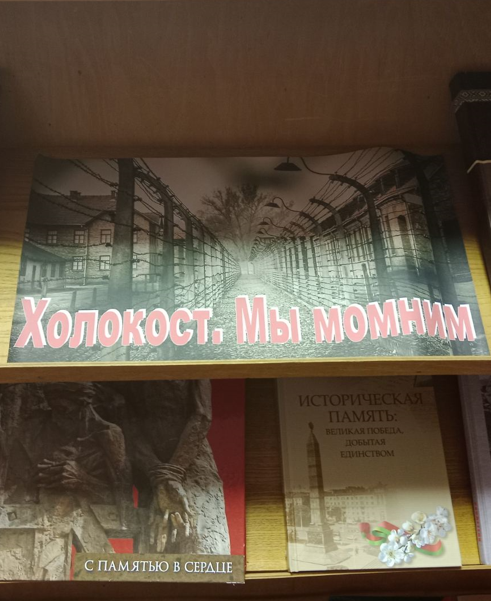 Холокост. Мы момним
ИСТОРИЧЕСКАЯ
ПАМЯТЬ:
ВЕЛИКАЯ ПОБЕДА,
ДОБЫТАЯ
ЕДИНСТВОМ
С ПАМЯТЬЮ В СЕРДЦЕ